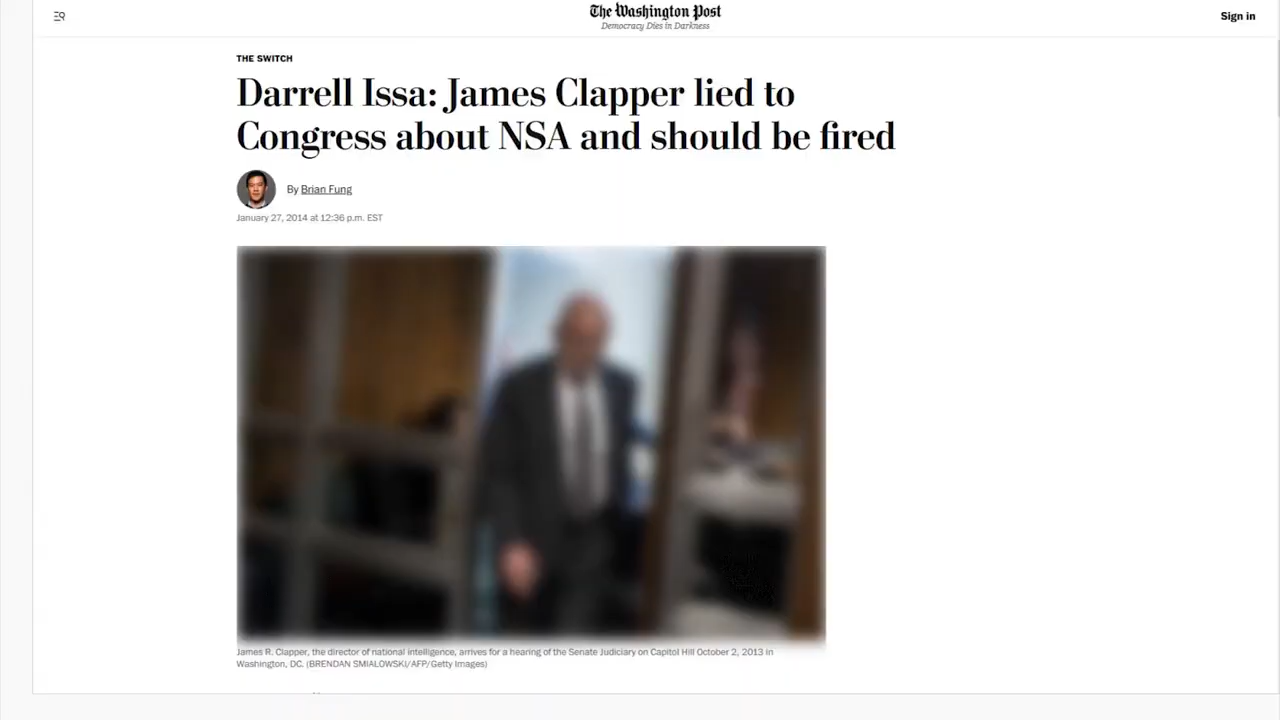 The Washington Post
Democracy Dies in Darkness
Sign in
THE SWITCH
Darrell Issa: James Clapper lied to
Congress about NSA and should be fired
By Brian Fung
January 27, 2014 at 12:36 p.m. EST
James R. Clapper, the director of national intelligence, arrives for a hearing of the Senate Judiciary on Capitol Hill October 2, 2013 in
Washington, DC. (BRENDAN SMIALOWSKI/AFP/Getty Images)